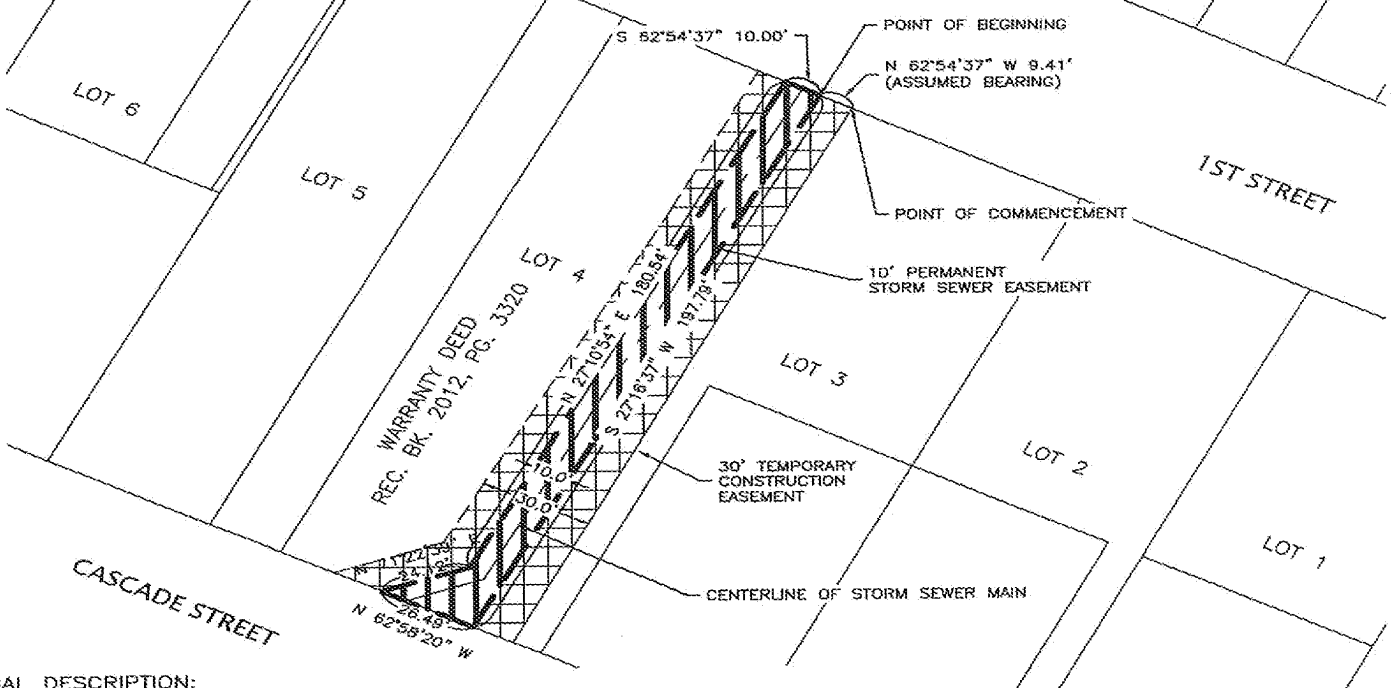 S 62°54'37" 10.00'
POINT OF BEGINNING
N 62°54'37" W 9.41'
(ASSUMED BEARING)
LOT 6
LOT 5
1ST STREET
POINT OF COMMENCEMENT
LOT 4
10' PERMANENT
STORM SEWER EASEMENT
N 27°10'54" E 180.54'
S 27°16'37" W 197.79'
WARRANTY DEED
REC. BK. 2012, PG. 3320
LOT 3
LOT 2
LOT 1
10.0'
30.0'
30' TEMPORARY
CONSTRUCTION
EASEMENT
CASCADE STREET
26.49'
N 62°58'20" W
CENTERLINE OF STORM SEWER MAIN
DESCRIPTION: